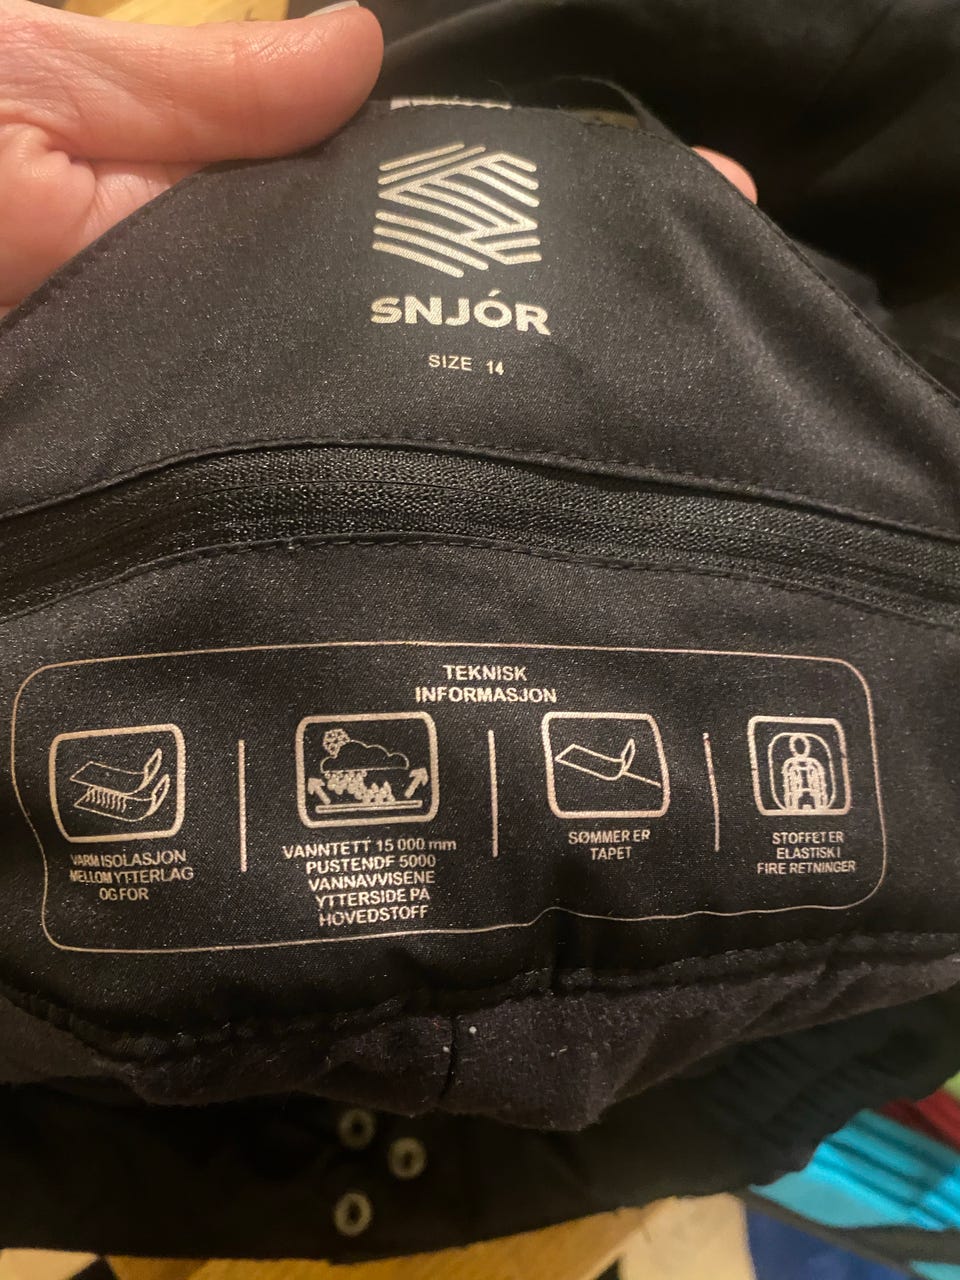 SNJÓR
SIZE 14
TEKNISK
INFORMASJON
VARM ISOLASJON
MELLOM YTTERLAG
OG FOR
VANNTETT 15 000 mm
PUSTENDF 5000
VANNAVVISENE
YTTERSIDE PÅ
HOVEDSTOFF
SØMMER ER
TAPET
STOFFET ER
ELASTISK I
FIRE RETNINGER